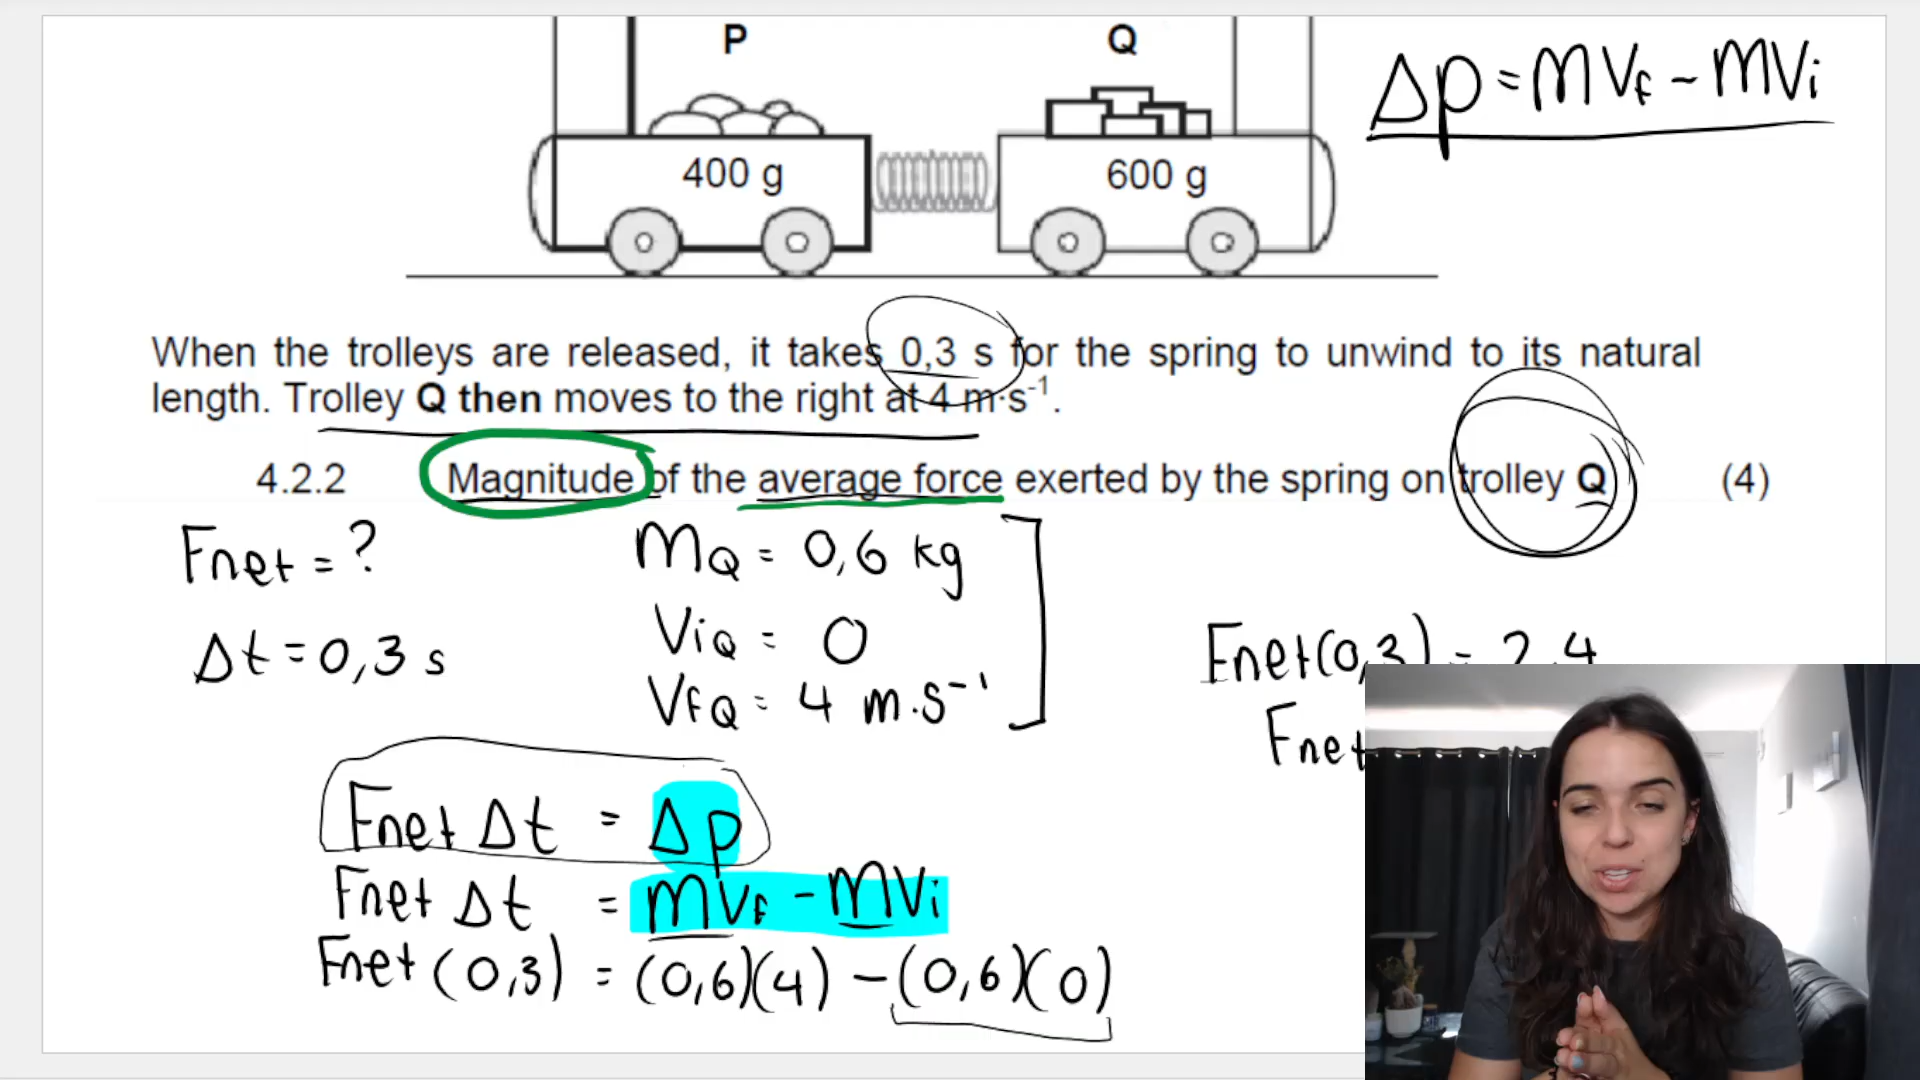 P
Q
Δp = mVf - mVi
400 g
600 g
When the trolleys are released, it takes 0,3 s for the spring to unwind to its natural
length. Trolley Q then moves to the right at 4 m·s⁻¹.
4.2.2 Magnitude of the average force exerted by the spring on trolley Q (4)
Fnet = ?
Δt = 0,3 s
mQ = 0,6 kg
ViQ = 0
VfQ = 4 m.s⁻¹
Fnet(0,3) = 2,4
Fnet
Fnet Δt = Δp
Fnet Δt = mVf - mVi
Fnet (0,3) = (0,6)(4) - (0,6)(0)